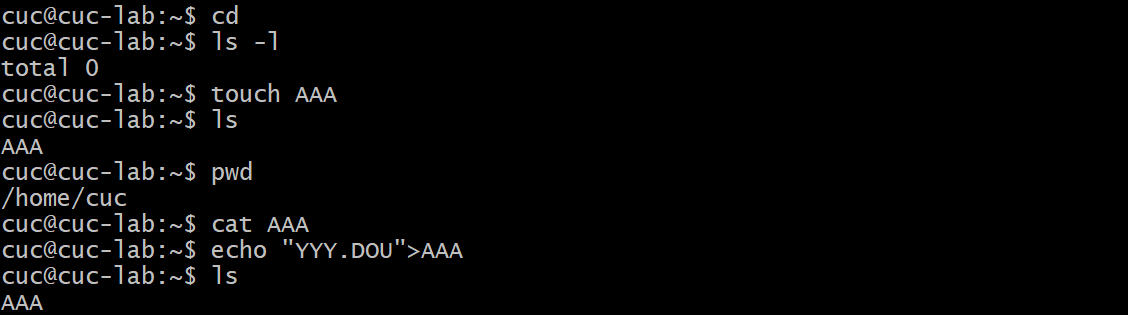 cuc@cuc-lab:~$ cd
cuc@cuc-lab:~$ ls -l
total 0
cuc@cuc-lab:~$ touch AAA
cuc@cuc-lab:~$ ls
AAA
cuc@cuc-lab:~$ pwd
/home/cuc
cuc@cuc-lab:~$ cat AAA
cuc@cuc-lab:~$ echo "YYY.DOU">AAA
cuc@cuc-lab:~$ ls
AAA